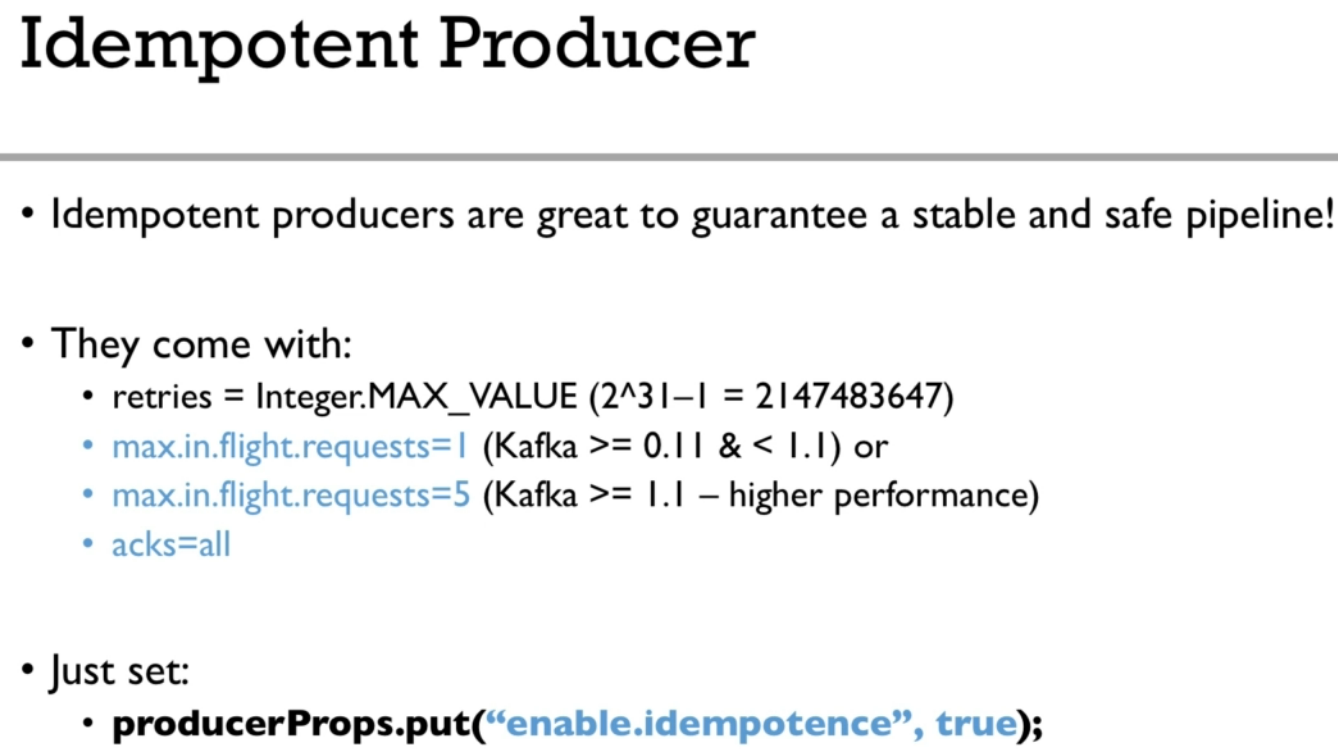 Idempotent Producer
• Idempotent producers are great to guarantee a stable and safe pipeline!
• They come with:
• retries = Integer.MAX_VALUE (2^31–1 = 2147483647)
• max.in.flight.requests=1 (Kafka >= 0.11 & < 1.1) or
• max.in.flight.requests=5 (Kafka >= 1.1 – higher performance)
• acks=all
• Just set:
• producerProps.put(“enable.idempotence”, true);